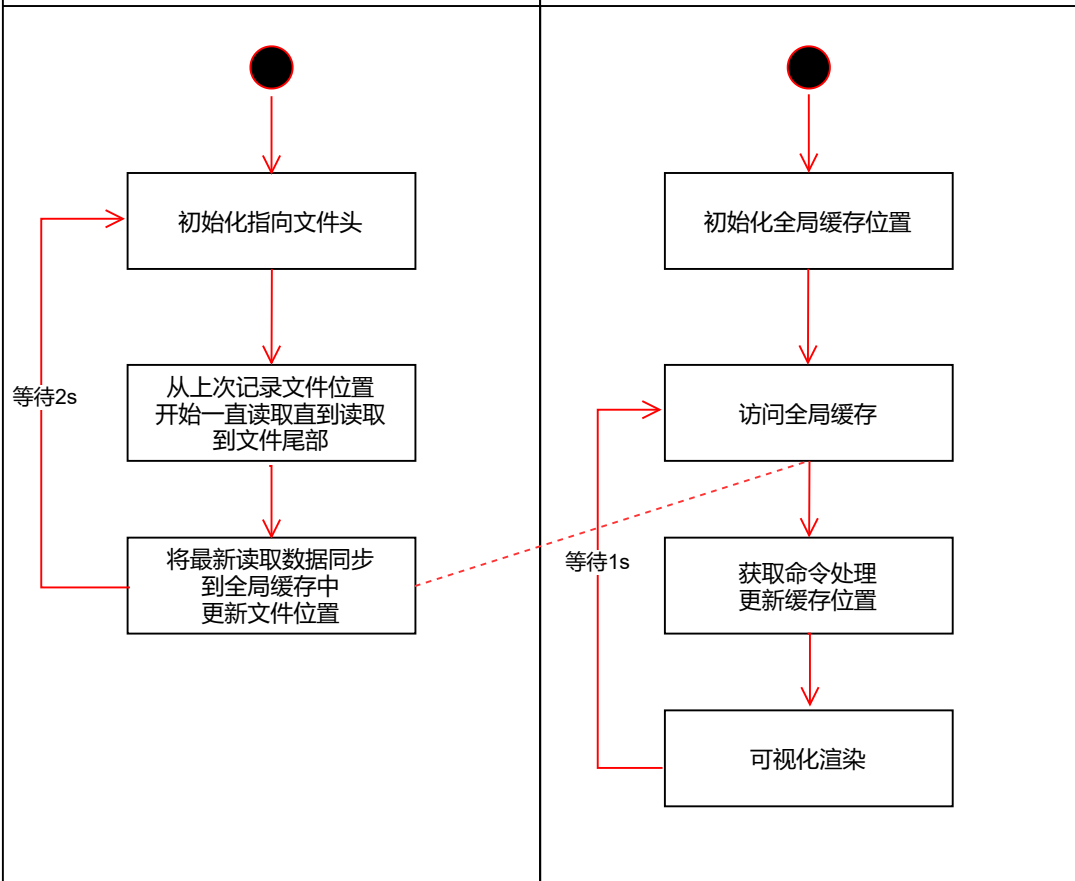 初始化指向文件头
等待2s
从上次记录文件位置
开始一直读取直到读取
到文件尾部
将最新读取数据同步
到全局缓存中
更新文件位置
初始化全局缓存位置
访问全局缓存
等待1s
获取命令处理
更新缓存位置
可视化渲染